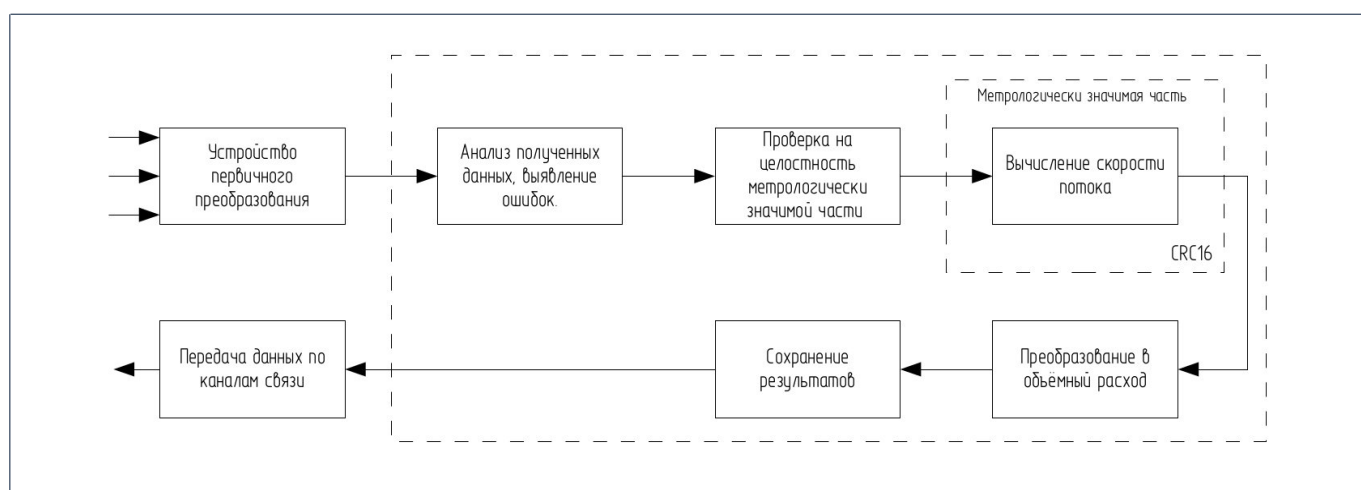 Устройство
первичного
преобразования
Анализ полученных
данных, выявление
ошибок.
Проверка на
целостность
метрологически
значимой части
Метрологически значимая часть
Вычисление скорости
потока
CRC16
Передача данных по
каналам связи
Сохранение
результатов
Преобразование в
объёмный расход